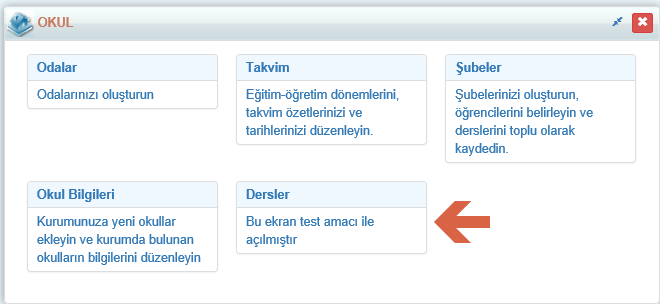 OKUL
Odalar
Odalarınızı oluşturun
Takvim
Eğitim-öğretim dönemlerini,
takvim özetlerinizi ve
tarihlerinizi düzenleyin.
Şubeler
Şubelerinizi oluşturun,
öğrencilerini belirleyin ve
derslerini toplu olarak
kaydedin.
Okul Bilgileri
Kurumunuza yeni okullar
ekleyin ve kurumda bulunan
okulların bilgilerini düzenleyin
Dersler
Bu ekran test amacı ile
açılmıştır